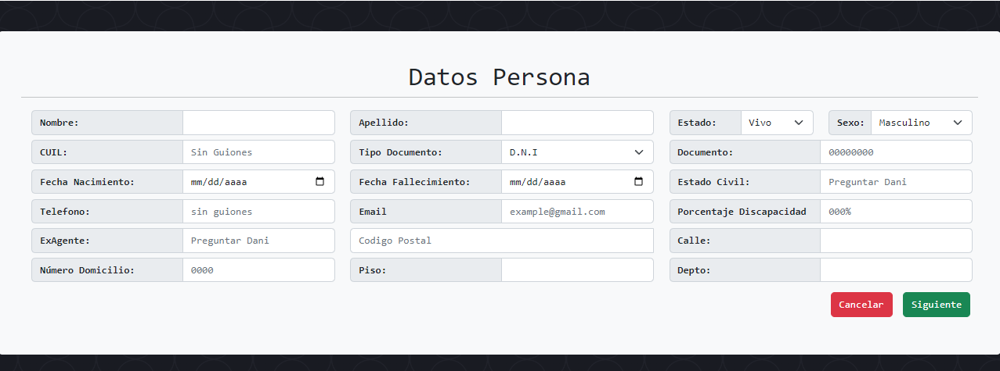 Datos Persona
Nombre: Apellido: Estado: Vivo Sexo: Masculino
CUIL: Sin Guiones Tipo Documento: D.N.I Documento: 00000000
Fecha Nacimiento: mm/dd/aaaa Fecha Fallecimiento: mm/dd/aaaa Estado Civil: Preguntar Dani
Telefono: sin guiones Email example@gmail.com Porcentaje Discapacidad 000%
ExAgente: Preguntar Dani Codigo Postal Calle:
Número Domicilio: 0000 Piso: Depto:
Cancelar Siguiente